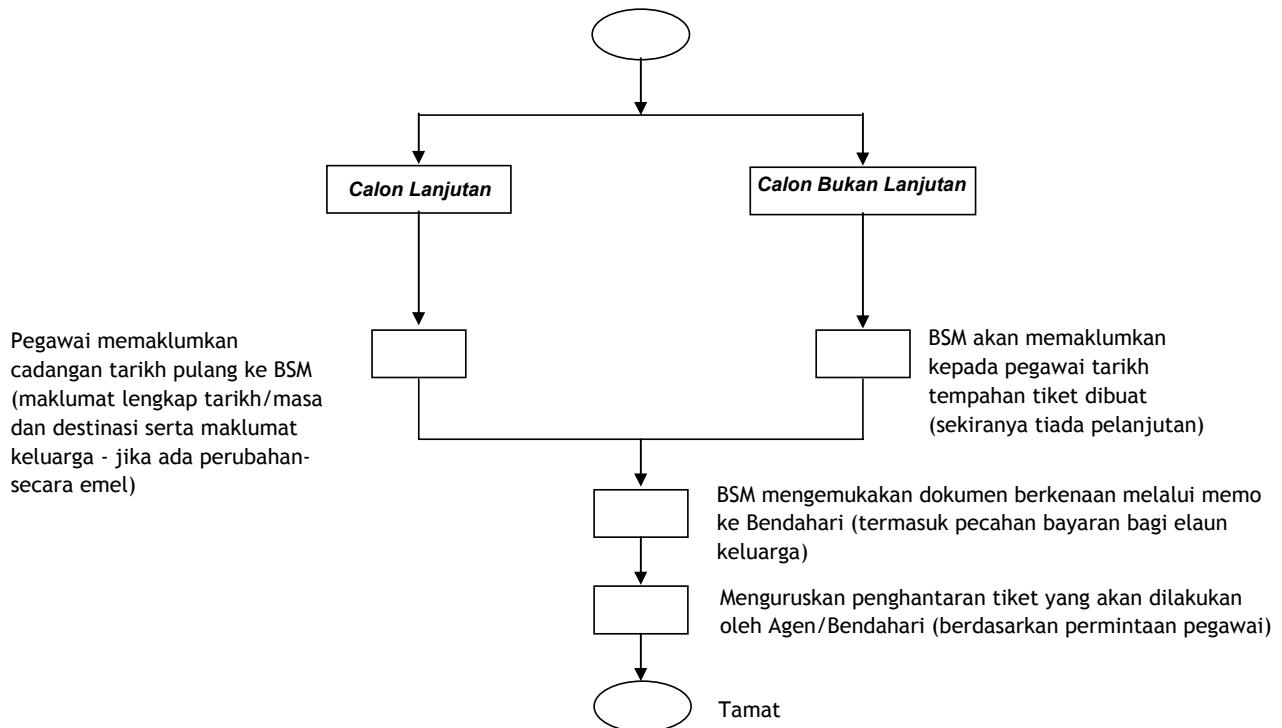 Calon Lanjutan
Calon Bukan Lanjutan
Pegawai memaklumkan
cadangan tarikh pulang ke BSM
(maklumat lengkap tarikh/masa
dan destinasi serta maklumat
keluarga - jika ada perubahan-
secara emel)
BSM akan memaklumkan
kepada pegawai tarikh
tempahan tiket dibuat
(sekiranya tiada pelanjutan)
BSM mengemukakan dokumen berkenaan melalui memo
ke Bendahari (termasuk pecahan bayaran bagi elaun
keluarga)
Menguruskan penghantaran tiket yang akan dilakukan
oleh Agen/Bendahari (berdasarkan permintaan pegawai)
Tamat